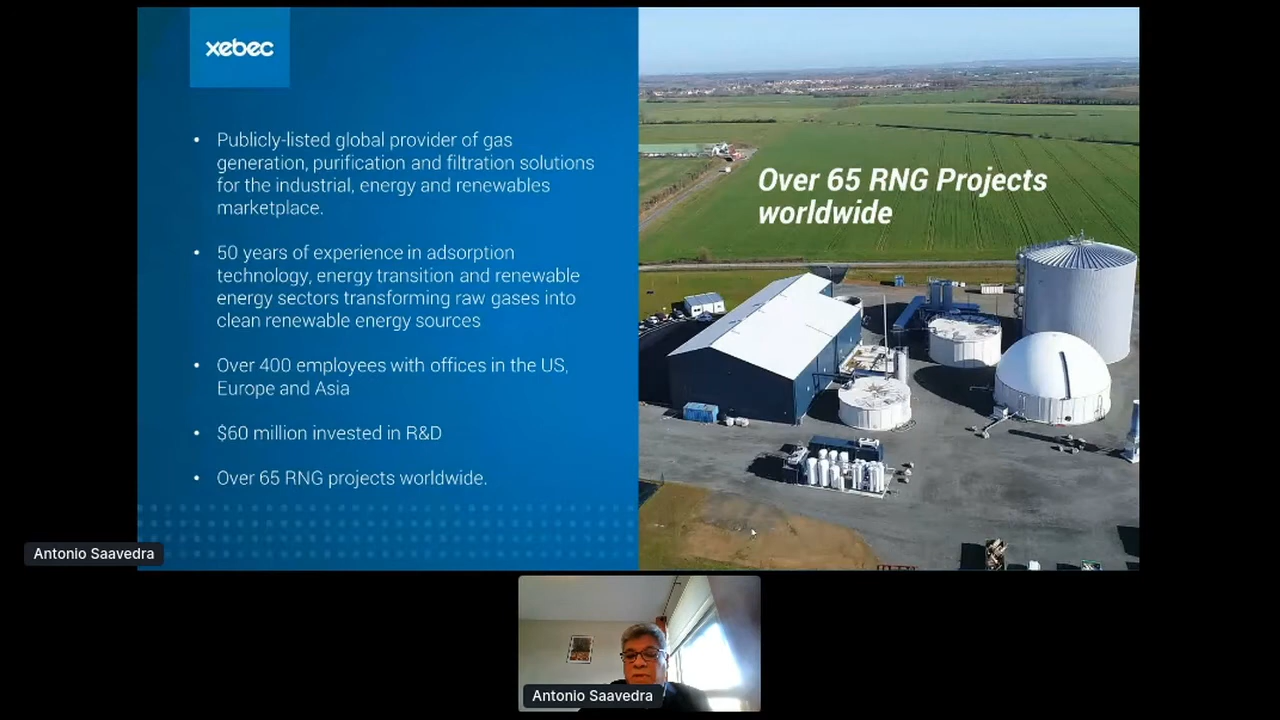 xebec
• Publicly-listed global provider of gas
generation, purification and filtration solutions
for the industrial, energy and renewables
marketplace.
• 50 years of experience in adsorption
technology, energy transition and renewable
energy sectors transforming raw gases into
clean renewable energy sources
• Over 400 employees with offices in the US,
Europe and Asia
• $60 million invested in R&D
• Over 65 RNG projects worldwide.
Over 65 RNG Projects
worldwide
Antonio Saavedra
Antonio Saavedra